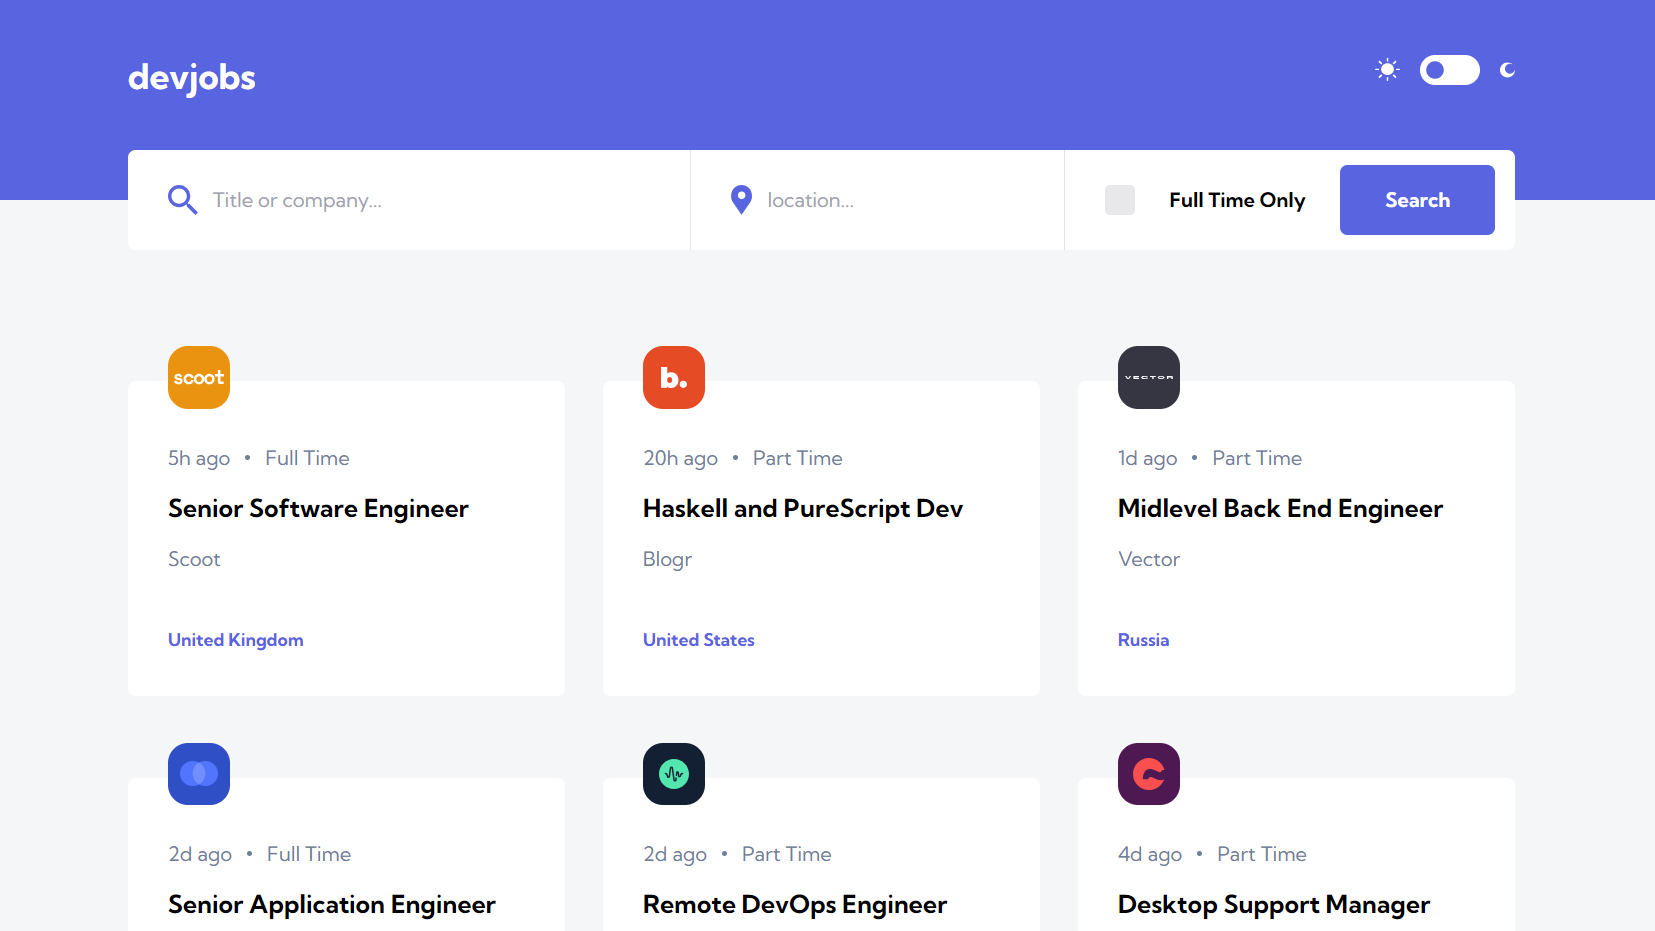 devjobs
Title or company...
location...
Full Time Only
Search
scoot
b.
VECTOR
5h ago • Full Time
20h ago • Part Time
1d ago • Part Time
Senior Software Engineer
Haskell and PureScript Dev
Midlevel Back End Engineer
Scoot
Blogr
Vector
United Kingdom
United States
Russia
2d ago • Full Time
2d ago • Part Time
4d ago • Part Time
Senior Application Engineer
Remote DevOps Engineer
Desktop Support Manager